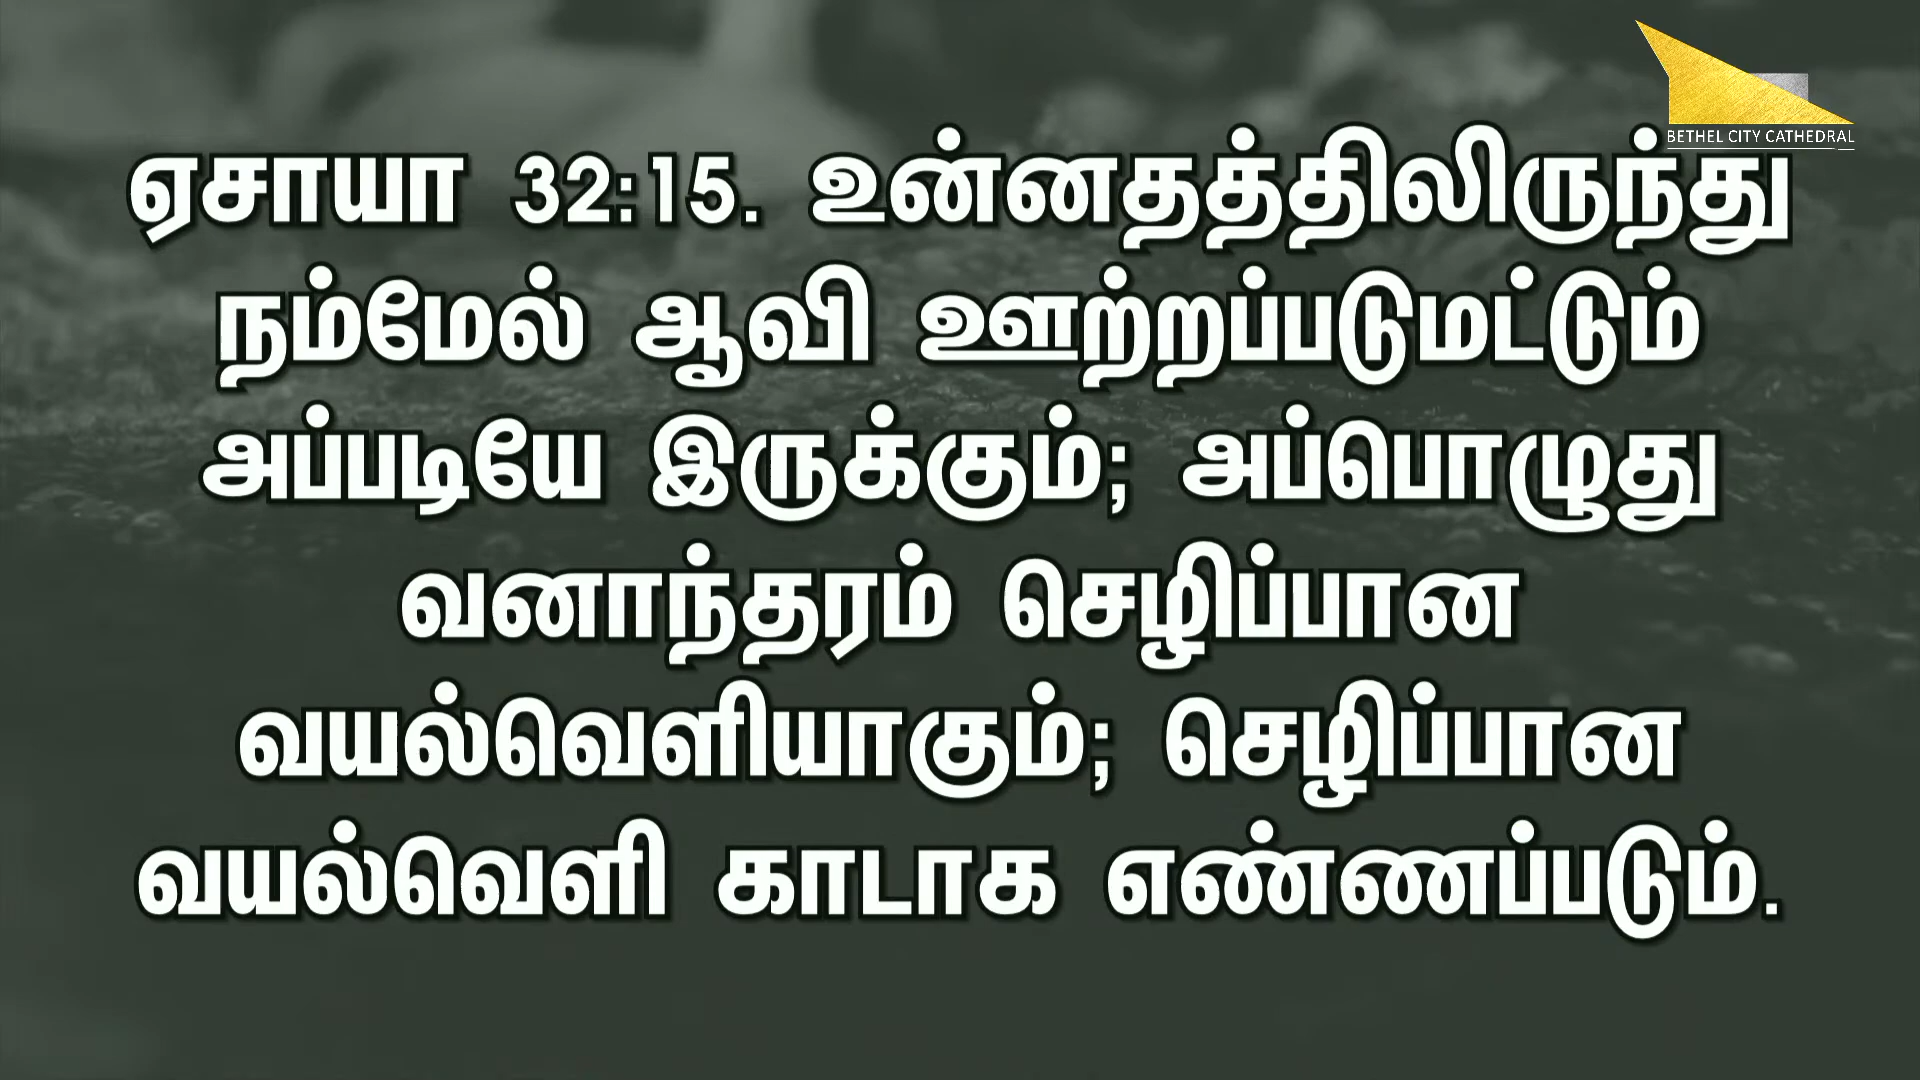 BETHEL CITY CATHEDRAL
ஏசாயா 32:15. உன்னதத்திலிருந்து
நம்மேல் ஆவி ஊற்றப்படுமட்டும்
அப்படியே இருக்கும்; அப்பொழுது
வனாந்தரம் செழிப்பான
வயல்வெளியாகும்; செழிப்பான
வயல்வெளி காடாக எண்ணப்படும்.